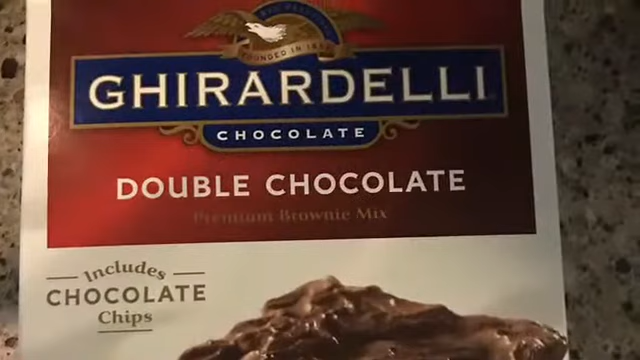 FOUNDED IN 1852
GHIRARDELLI
CHOCOLATE
DOUBLE CHOCOLATE
Premium Brownie Mix
Includes
CHOCOLATE
Chips